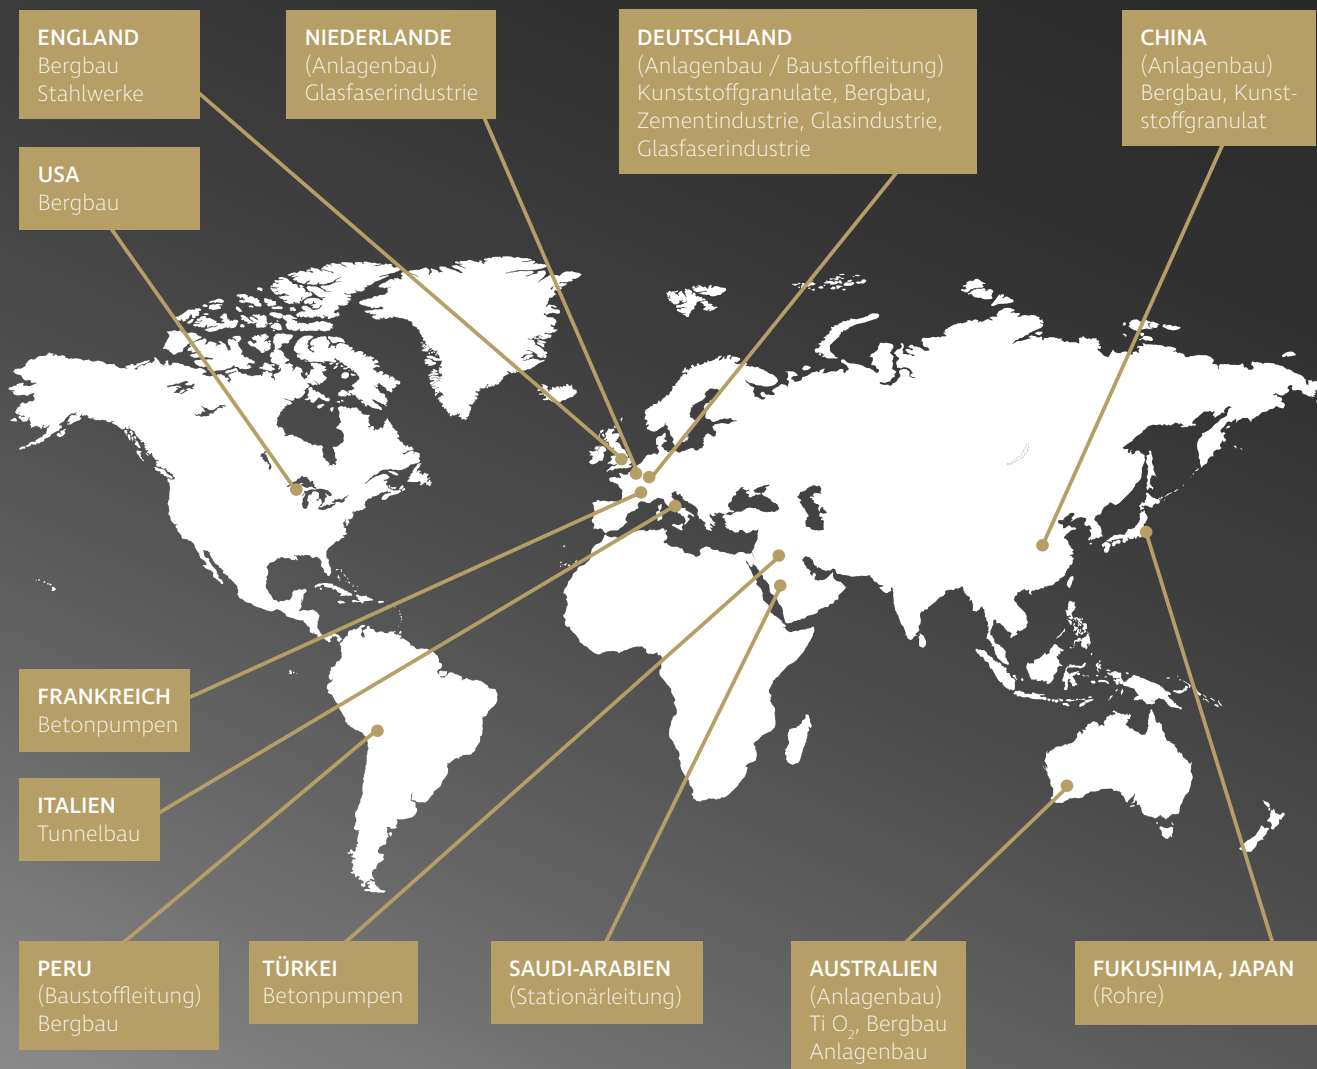 ENGLAND
Bergbau
Stahlwerke
NIEDERLANDE
(Anlagenbau)
Glasfaserindustrie
DEUTSCHLAND
(Anlagenbau / Baustoffleitung)
Kunststoffgranulate, Bergbau,
Zementindustrie, Glasindustrie,
Glasfaserindustrie
CHINA
(Anlagenbau)
Bergbau, Kunst-
stoffgranulat
USA
Bergbau
FRANKREICH
Betonpumpen
ITALIEN
Tunnelbau
PERU
(Baustoffleitung)
Bergbau
TÜRKEI
Betonpumpen
SAUDI-ARABIEN
(Stationärleitung)
AUSTRALIEN
(Anlagenbau)
Ti O₂, Bergbau
Anlagenbau
FUKUSHIMA, JAPAN
(Rohre)